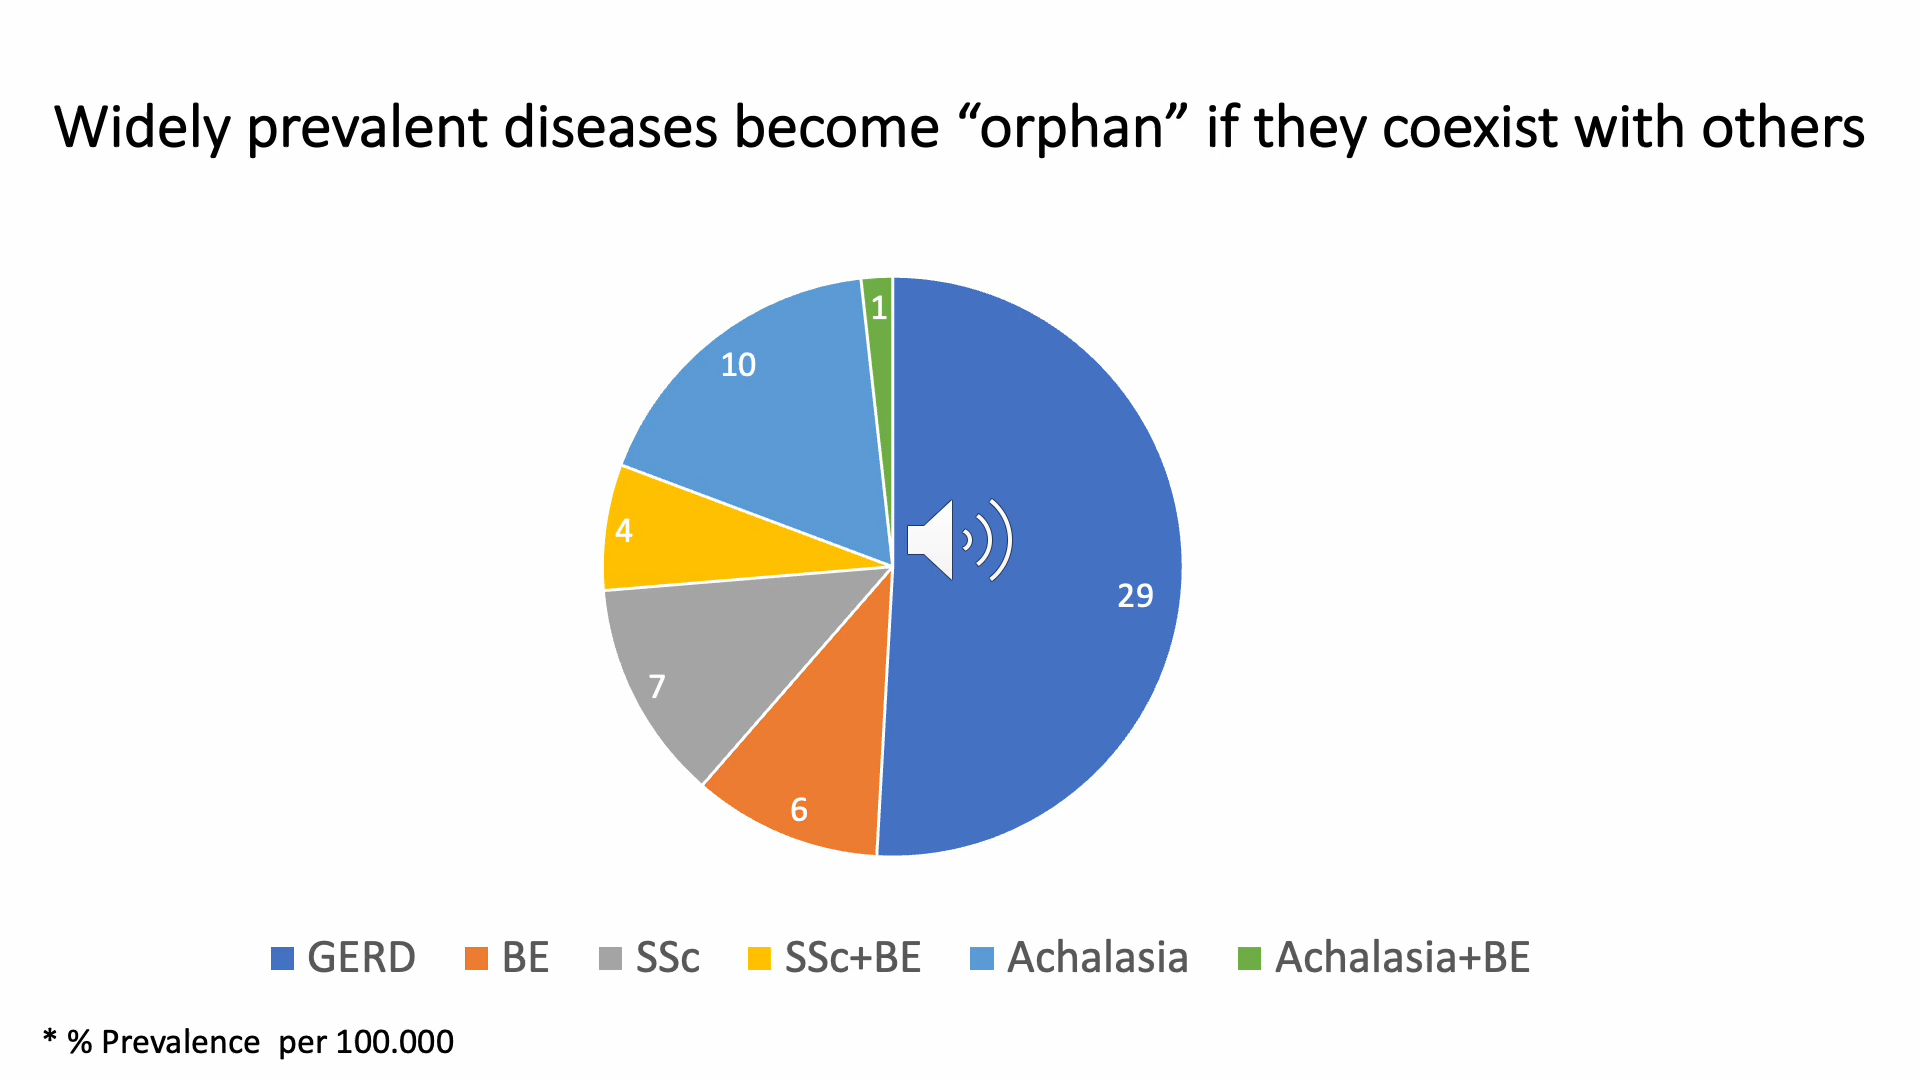 Widely prevalent diseases become “orphan” if they coexist with others
1
10
29
4
7
6
GERD BE SSc SSc+BE Achalasia Achalasia+BE
* % Prevalence per 100.000